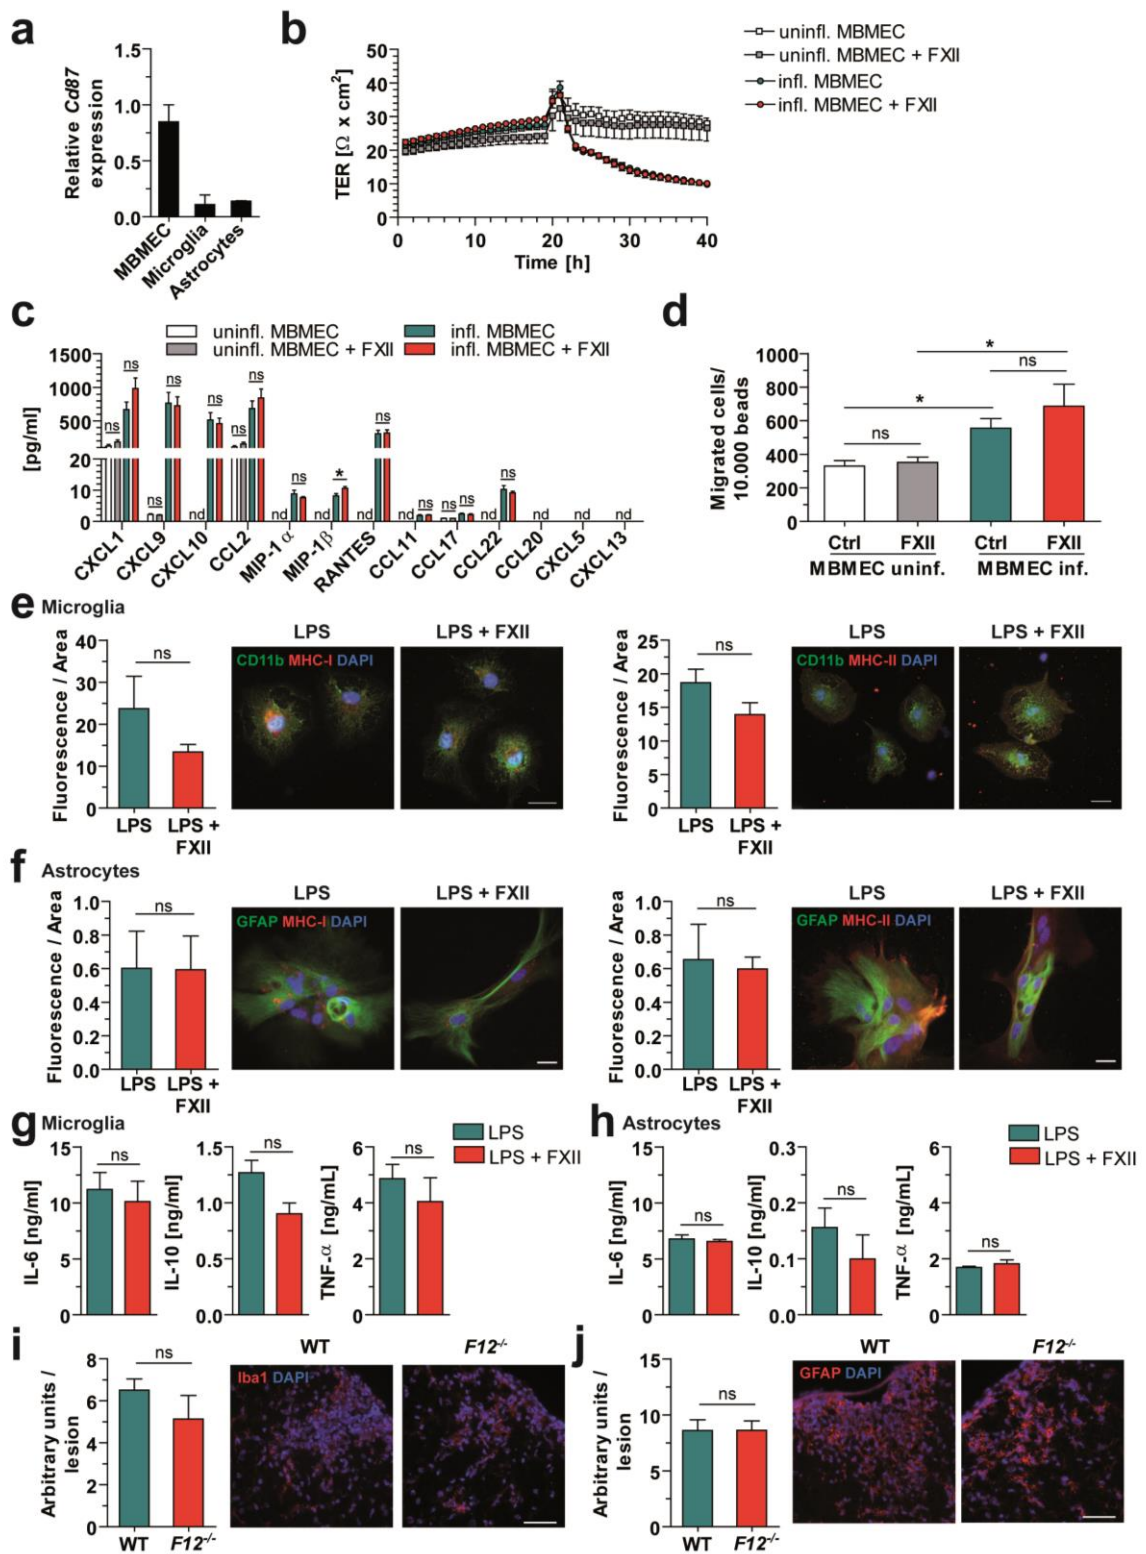 a
1.5
1.0
0.5
0.0
Relative Cd87
expression
MBMEC
Microglia
Astrocytes
b
50
40
30
20
10
0
TER [Ω x cm²]
0 10 20 30 40
Time [h]
uninfl. MBMEC
uninfl. MBMEC + FXII
infl. MBMEC
infl. MBMEC + FXII
c
uninfl. MBMEC
uninfl. MBMEC + FXII
infl. MBMEC
infl. MBMEC + FXII
1500
1000
500
20
10
0
[pg/ml]
ns ns ns ns ns ns ns ns * ns ns ns ns ns
nd nd nd nd nd nd nd nd nd
CXCL1
CXCL9
CXCL10
CCL2
MIP-1 α
MIP-1β
RANTES
CCL11
CCL17
CCL22
CCL20
CXCL5
CXCL13
d
1000
800
600
400
200
0
Migrated cells/
10.000 beads
*
ns
*
ns
Ctrl FXII Ctrl FXII
MBMEC uninf. MBMEC inf.
e Microglia
40
30
20
10
0
Fluorescence / Area
ns
LPS LPS +
FXII
LPS LPS + FXII
CD11b MHC-I DAPI
25
20
15
10
5
0
Fluorescence / Area
ns
LPS LPS +
FXII
LPS LPS + FXII
CD11b MHC-II DAPI
f Astrocytes
1.0
0.8
0.6
0.4
0.2
0.0
Fluorescence / Area
ns
LPS LPS +
FXII
LPS LPS + FXII
GFAP MHC-I DAPI
1.0
0.8
0.6
0.4
0.2
0.0
Fluorescence / Area
ns
LPS LPS +
FXII
LPS LPS + FXII
GFAP MHC-II DAPI
g Microglia
LPS
LPS + FXII
15
10
5
0
IL-6 [ng/ml]
ns
1.5
1.0
0.5
0.0
IL-10 [ng/ml]
ns
6
4
2
0
TNF-α [ng/mL]
ns
h Astrocytes
LPS
LPS + FXII
15
10
5
0
IL-6 [ng/ml]
ns
0.3
0.2
0.1
0.0
IL-10 [ng/ml]
ns
6
4
2
0
TNF-α [ng/mL]
ns
i
8
6
4
2
0
Arbitrary units /
lesion
ns
WT F12-/-
WT F12-/-
Iba1 DAPI
j
15
10
5
0
Arbitrary units /
lesion
ns
WT F12-/-
WT F12-/-
GFAP DAPI